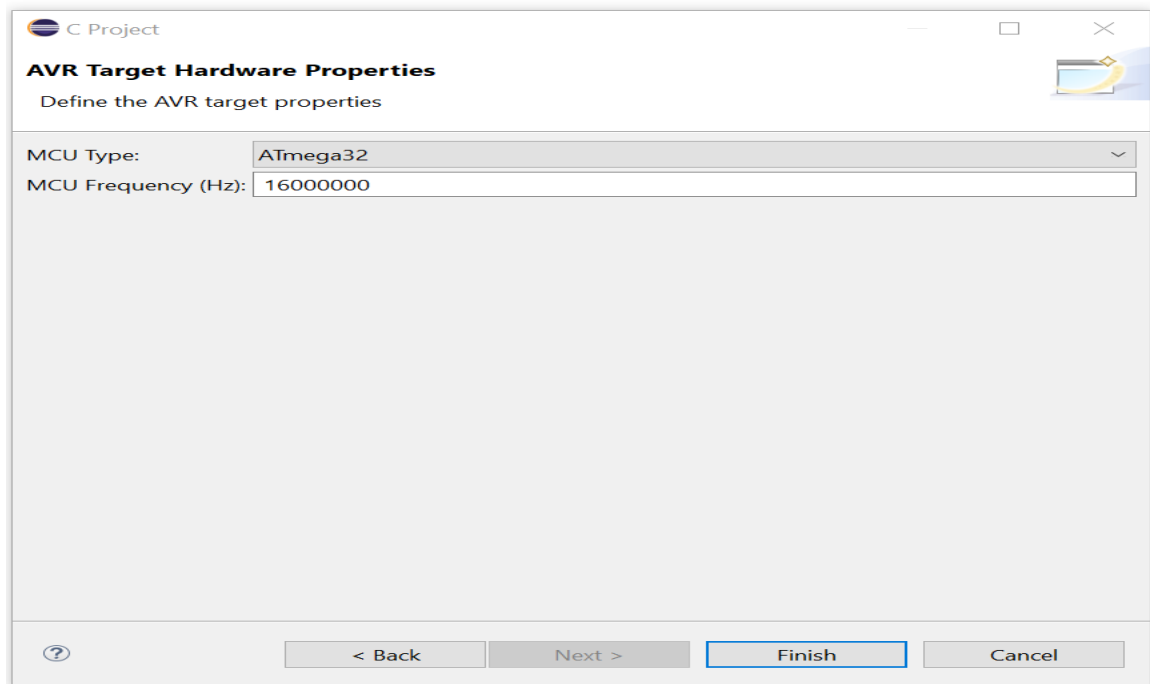 C Project
AVR Target Hardware Properties
Define the AVR target properties
MCU Type: ATmega32
MCU Frequency (Hz): 16000000
? < Back Next > Finish Cancel